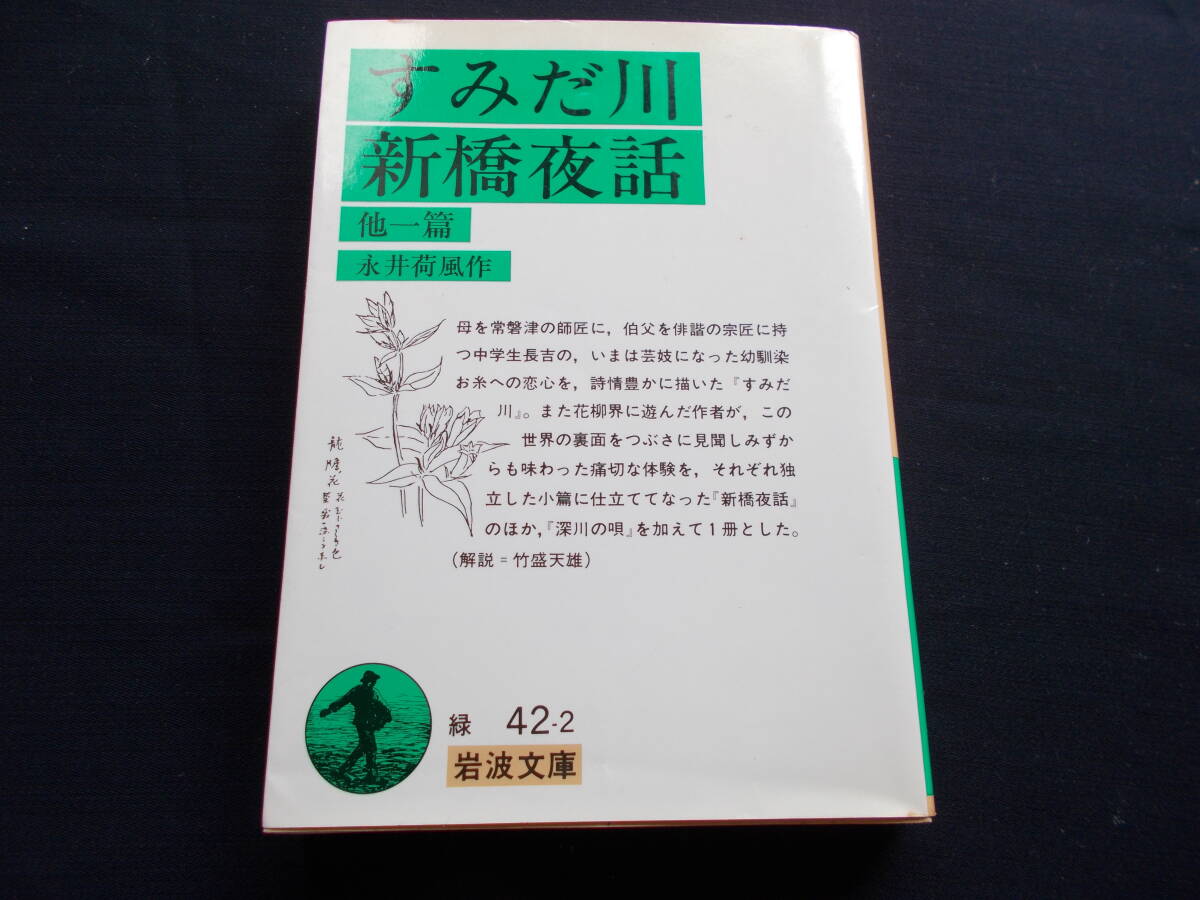 すみだ川
新橋夜話
他一篇
永井荷風作
母を常磐津の師匠に，伯父を俳諧の宗匠に持
つ中学生長吉の，いまは芸妓になった幼馴染
お糸への恋心を，詩情豊かに描いた『すみだ
川』。また花柳界に遊んだ作者が，この
世界の裏面をつぶさに見聞しみずか
らも味わった痛切な体験を，それぞれ独
立した小篇に仕立ててなった『新橋夜話』
のほか，『深川の唄』を加えて1冊とした。
（解説＝竹盛天雄）
龍膽花
緑 42-2
岩波文庫